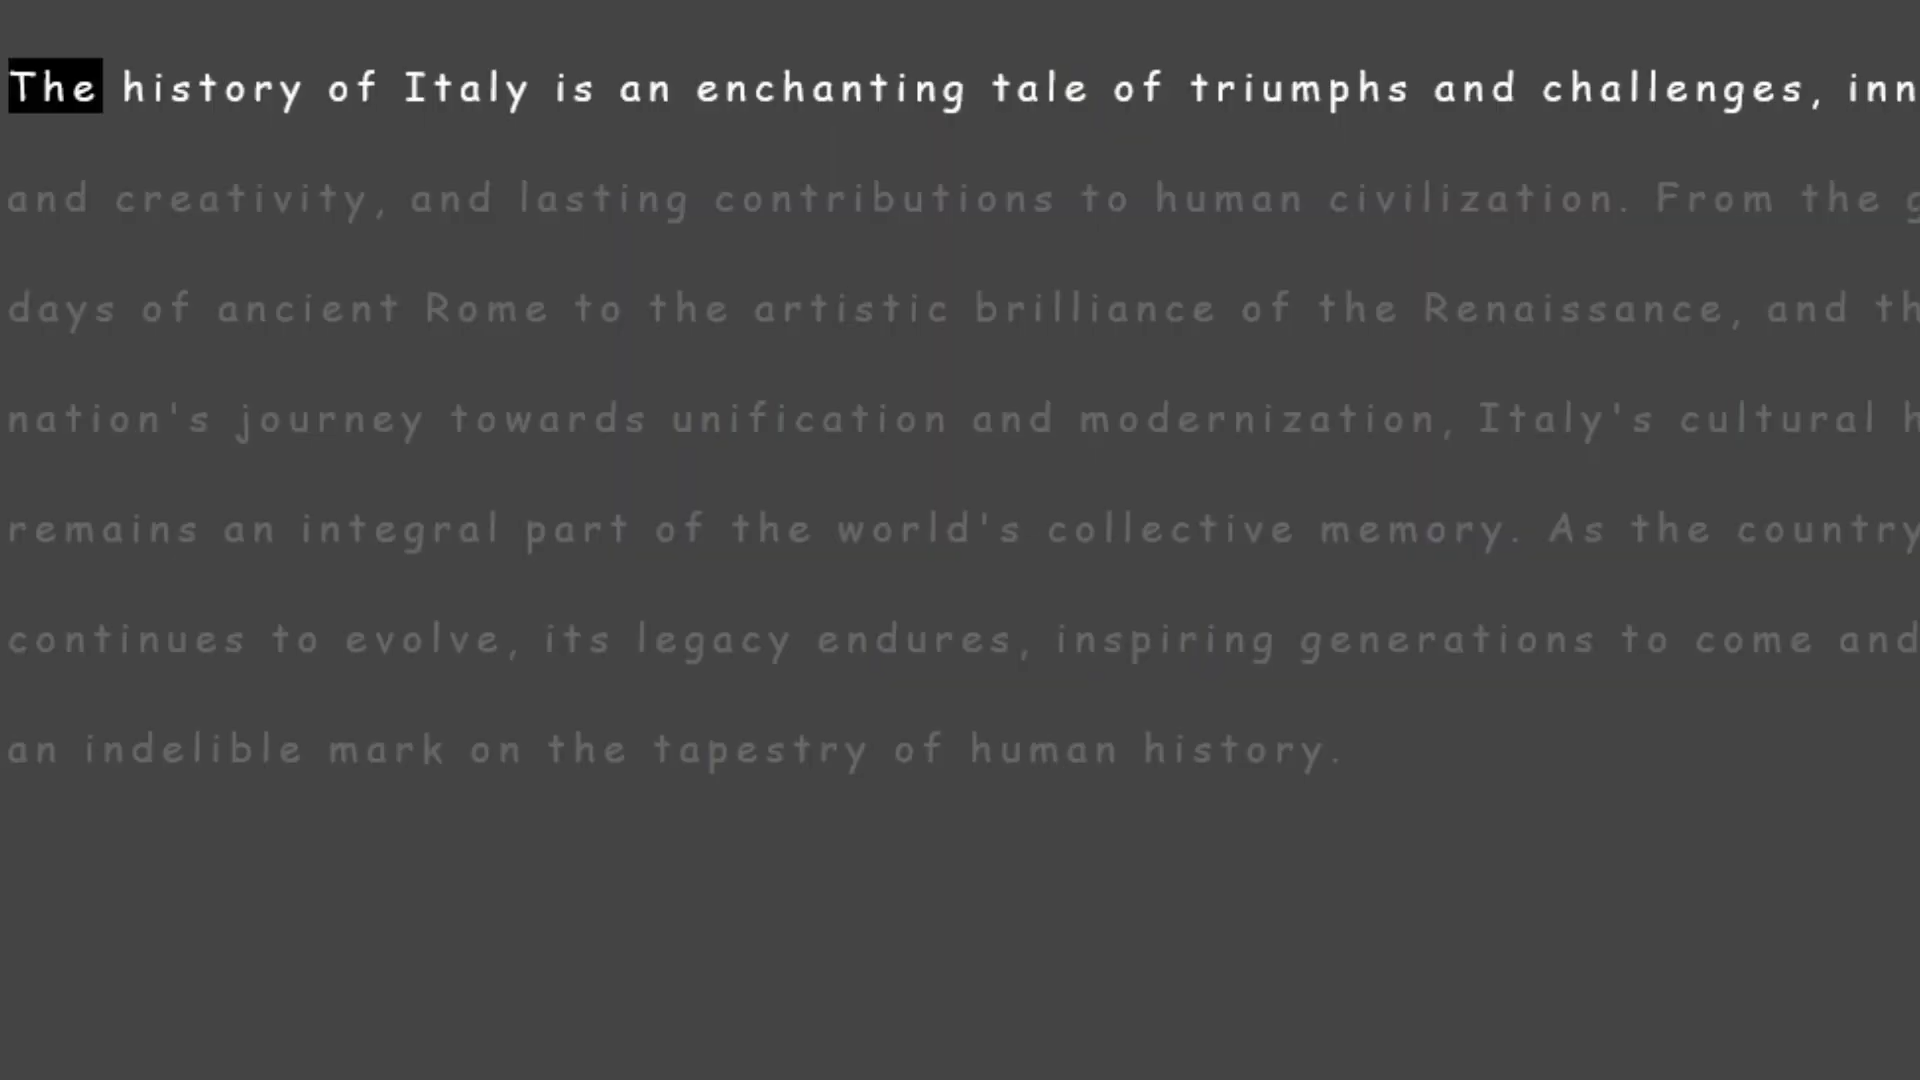 The history of Italy is an enchanting tale of triumphs and challenges,
and creativity, and lasting contributions to human civilization. From the
days of ancient Rome to the artistic brilliance of the Renaissance, and
nation's journey towards unification and modernization, Italy's cultural
remains an integral part of the world's collective memory. As the country
continues to evolve, its legacy endures, inspiring generations to come and
an indelible mark on the tapestry of human history.